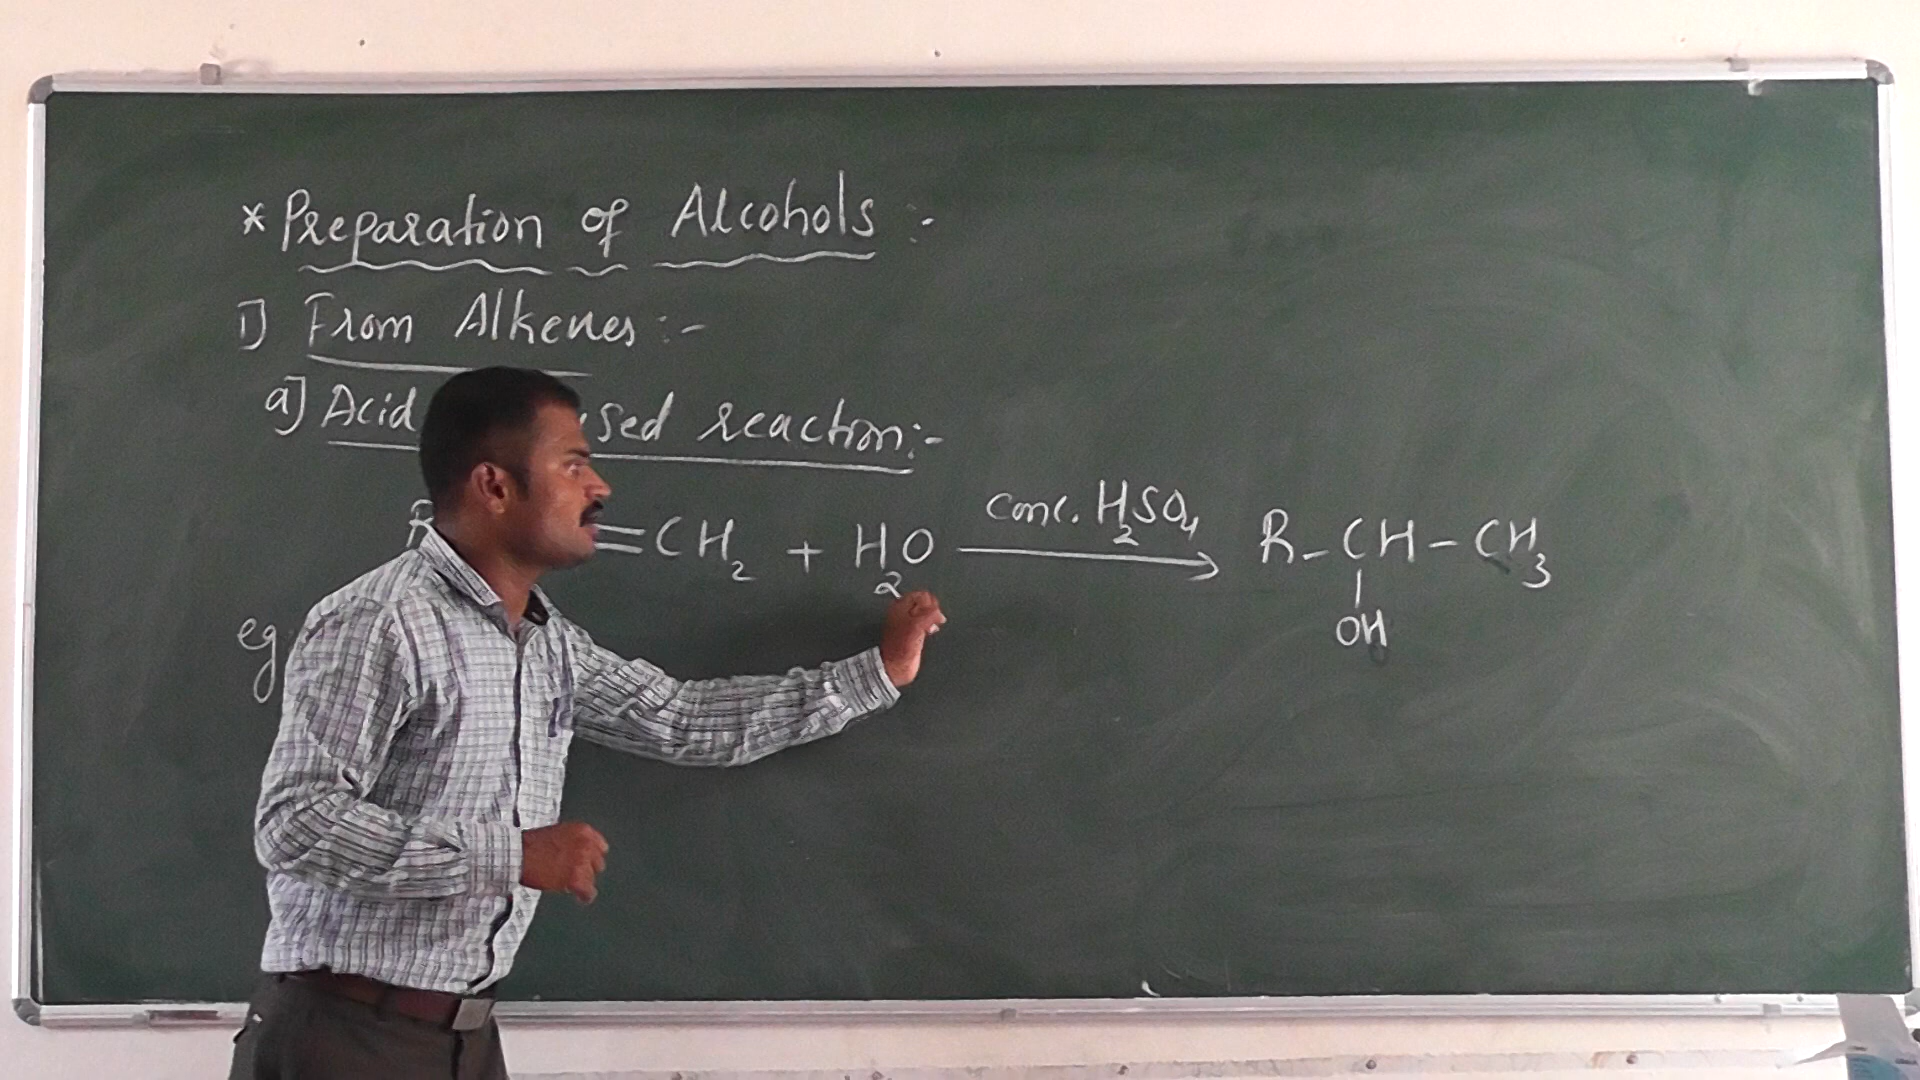 * Preparation of Alcohols :-
1] From Alkenes :-
a] Acid sed reaction :-
R =CH2 + H2O conc. H2SO4 → R-CH-CH3
OH
eg